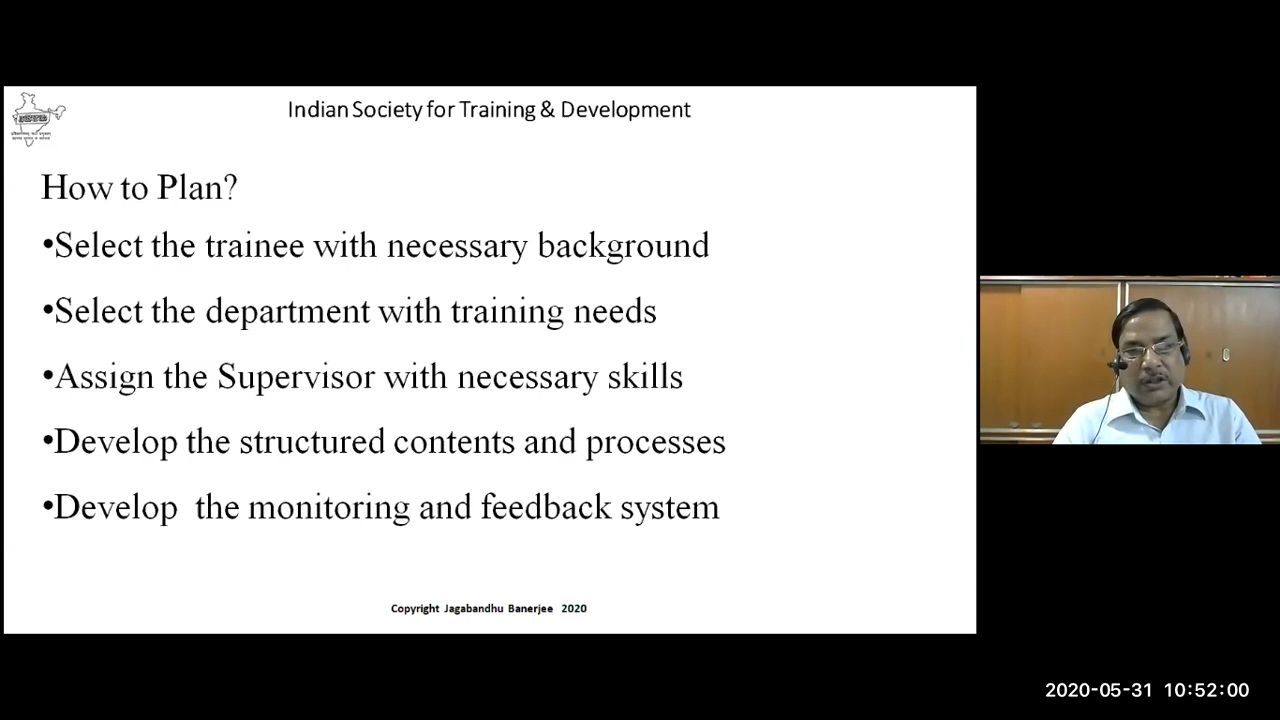 Indian Society for Training & Development
How to Plan?
•Select the trainee with necessary background
•Select the department with training needs
•Assign the Supervisor with necessary skills
•Develop the structured contents and processes
•Develop  the monitoring and feedback system
Copyright Jagabandhu Banerjee 2020
2020-05-31 10:52:00